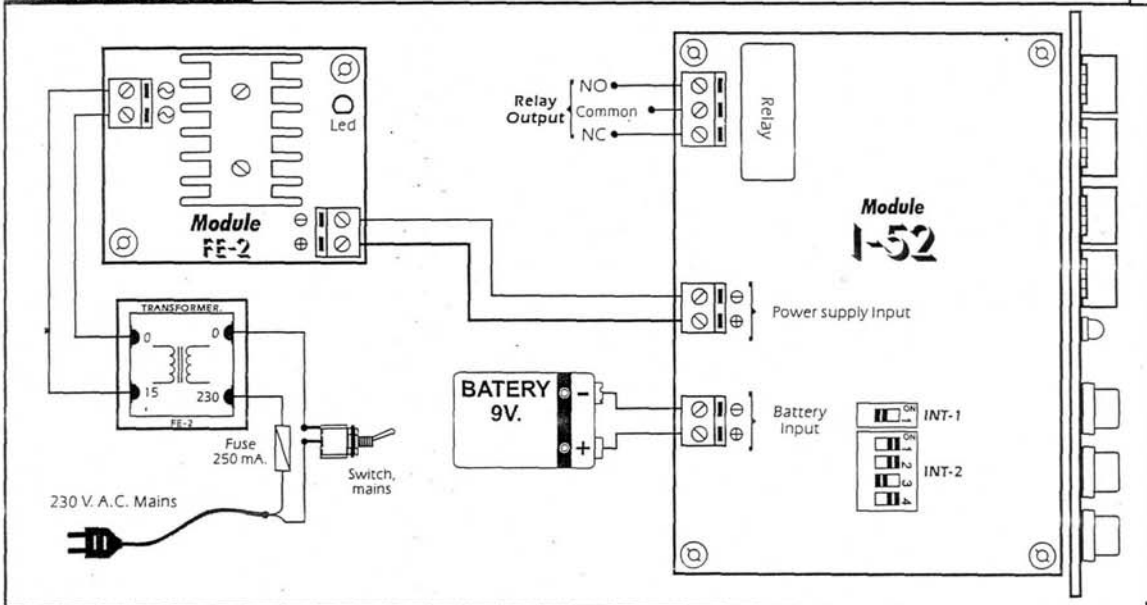 Led
Module
FE-2
TRANSFORMER.
0
0
15
230
FE-2
Fuse
250 mA.
Switch,
mains
230 V. A.C. Mains
Relay
Output
NO
Common
NC
Relay
Module
I-52
Power supply Input
BATERY
9V.
-
+
Battery
Input
ON
1
INT-1
ON
1
2
3
4
INT-2